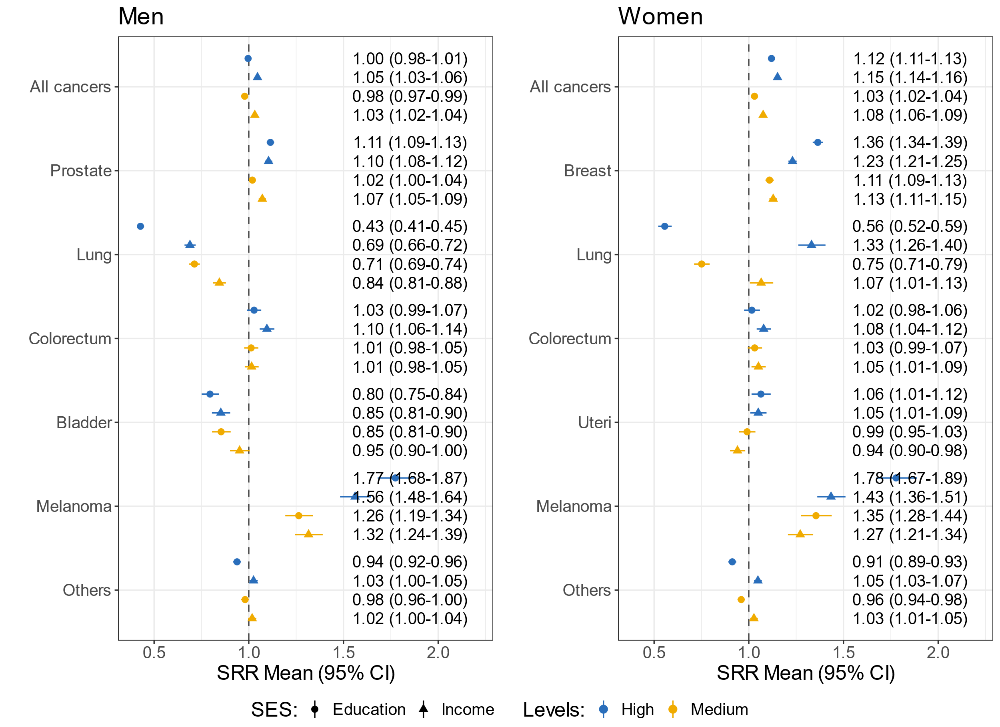 Men
All cancers
1.00 (0.98-1.01)
1.05 (1.03-1.06)
0.98 (0.97-0.99)
1.03 (1.02-1.04)
Prostate
1.11 (1.09-1.13)
1.10 (1.08-1.12)
1.02 (1.00-1.04)
1.07 (1.05-1.09)
Lung
0.43 (0.41-0.45)
0.69 (0.66-0.72)
0.71 (0.69-0.74)
0.84 (0.81-0.88)
Colorectum
1.03 (0.99-1.07)
1.10 (1.06-1.14)
1.01 (0.98-1.05)
1.01 (0.98-1.05)
Bladder
0.80 (0.75-0.84)
0.85 (0.81-0.90)
0.85 (0.81-0.90)
0.95 (0.90-1.00)
Melanoma
1.77 (1.68-1.87)
1.56 (1.48-1.64)
1.26 (1.19-1.34)
1.32 (1.24-1.39)
Others
0.94 (0.92-0.96)
1.03 (1.00-1.05)
0.98 (0.96-1.00)
1.02 (1.00-1.04)
0.5 1.0 1.5 2.0
SRR Mean (95% CI)
Women
All cancers
1.12 (1.11-1.13)
1.15 (1.14-1.16)
1.03 (1.02-1.04)
1.08 (1.06-1.09)
Breast
1.36 (1.34-1.39)
1.23 (1.21-1.25)
1.11 (1.09-1.13)
1.13 (1.11-1.15)
Lung
0.56 (0.52-0.59)
1.33 (1.26-1.40)
0.75 (0.71-0.79)
1.07 (1.01-1.13)
Colorectum
1.02 (0.98-1.06)
1.08 (1.04-1.12)
1.03 (0.99-1.07)
1.05 (1.01-1.09)
Uteri
1.06 (1.01-1.12)
1.05 (1.01-1.09)
0.99 (0.95-1.03)
0.94 (0.90-0.98)
Melanoma
1.78 (1.67-1.89)
1.43 (1.36-1.51)
1.35 (1.28-1.44)
1.27 (1.21-1.34)
Others
0.91 (0.89-0.93)
1.05 (1.03-1.07)
0.96 (0.94-0.98)
1.03 (1.01-1.05)
0.5 1.0 1.5 2.0
SRR Mean (95% CI)
SES: Education Income Levels: High Medium